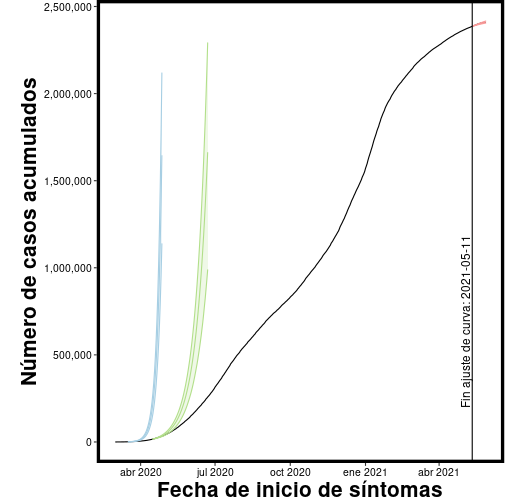 Número de casos acumulados
2,500,000
2,000,000
1,500,000
1,000,000
500,000
0
Fin ajuste de curva: 2021-05-11
abr 2020
jul 2020
oct 2020
ene 2021
abr 2021
Fecha de inicio de síntomas